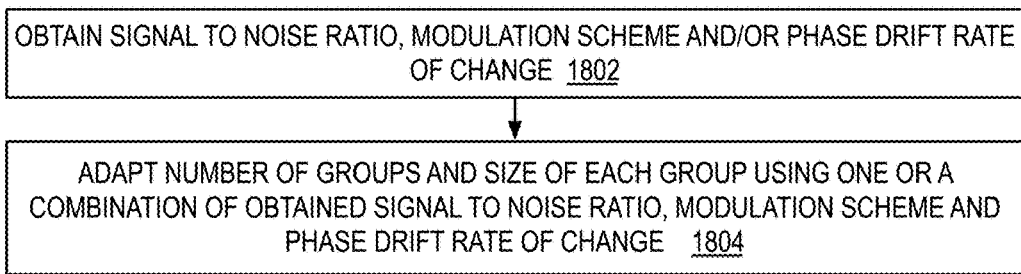 OBTAIN SIGNAL TO NOISE RATIO, MODULATION SCHEME AND/OR PHASE DRIFT RATE
OF CHANGE 1802
ADAPT NUMBER OF GROUPS AND SIZE OF EACH GROUP USING ONE OR A
COMBINATION OF OBTAINED SIGNAL TO NOISE RATIO, MODULATION SCHEME AND
PHASE DRIFT RATE OF CHANGE 1804